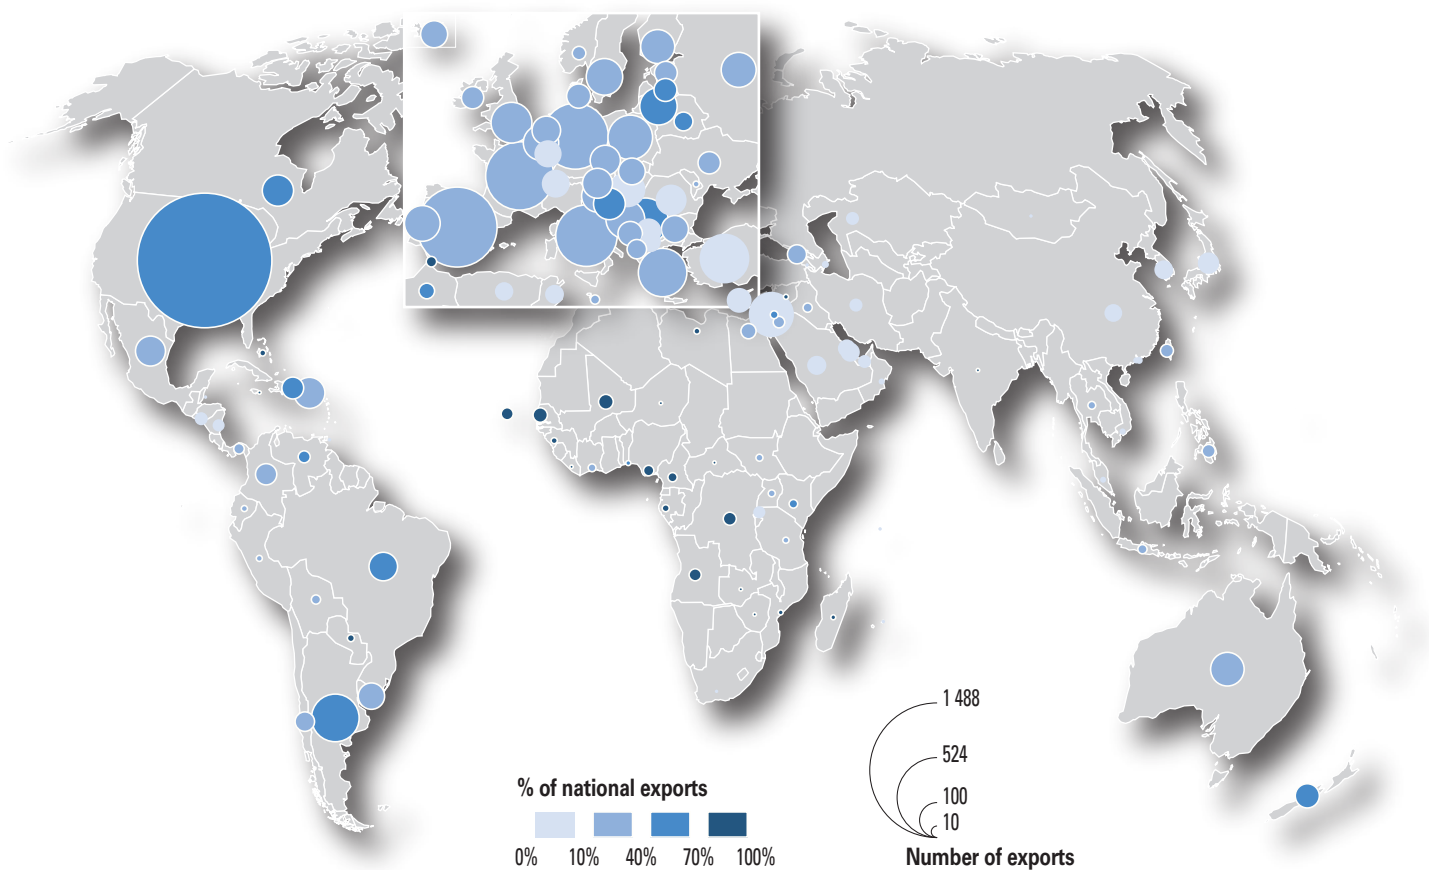 1 488
524
100
10
Number of exports
% of national exports
0% 10% 40% 70% 100%